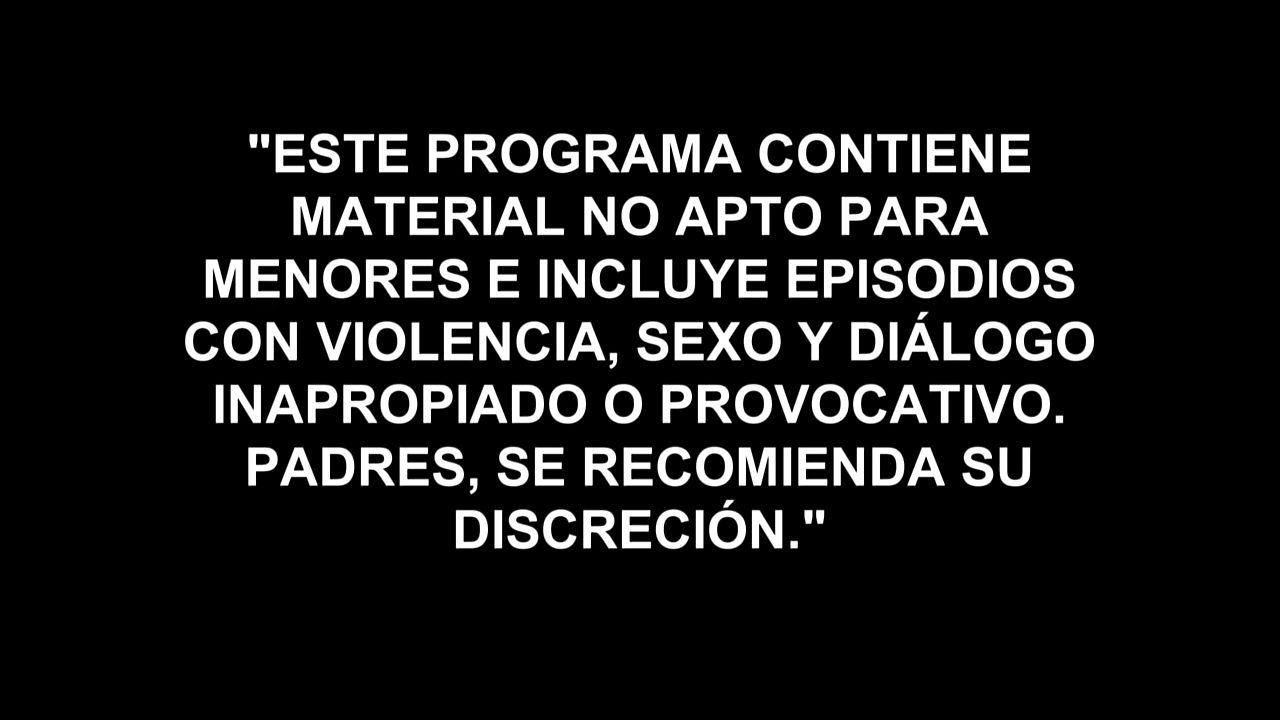 "ESTE PROGRAMA CONTIENE
MATERIAL NO APTO PARA
MENORES E INCLUYE EPISODIOS
CON VIOLENCIA, SEXO Y DIÁLOGO
INAPROPIADO O PROVOCATIVO.
PADRES, SE RECOMIENDA SU
DISCRECIÓN."